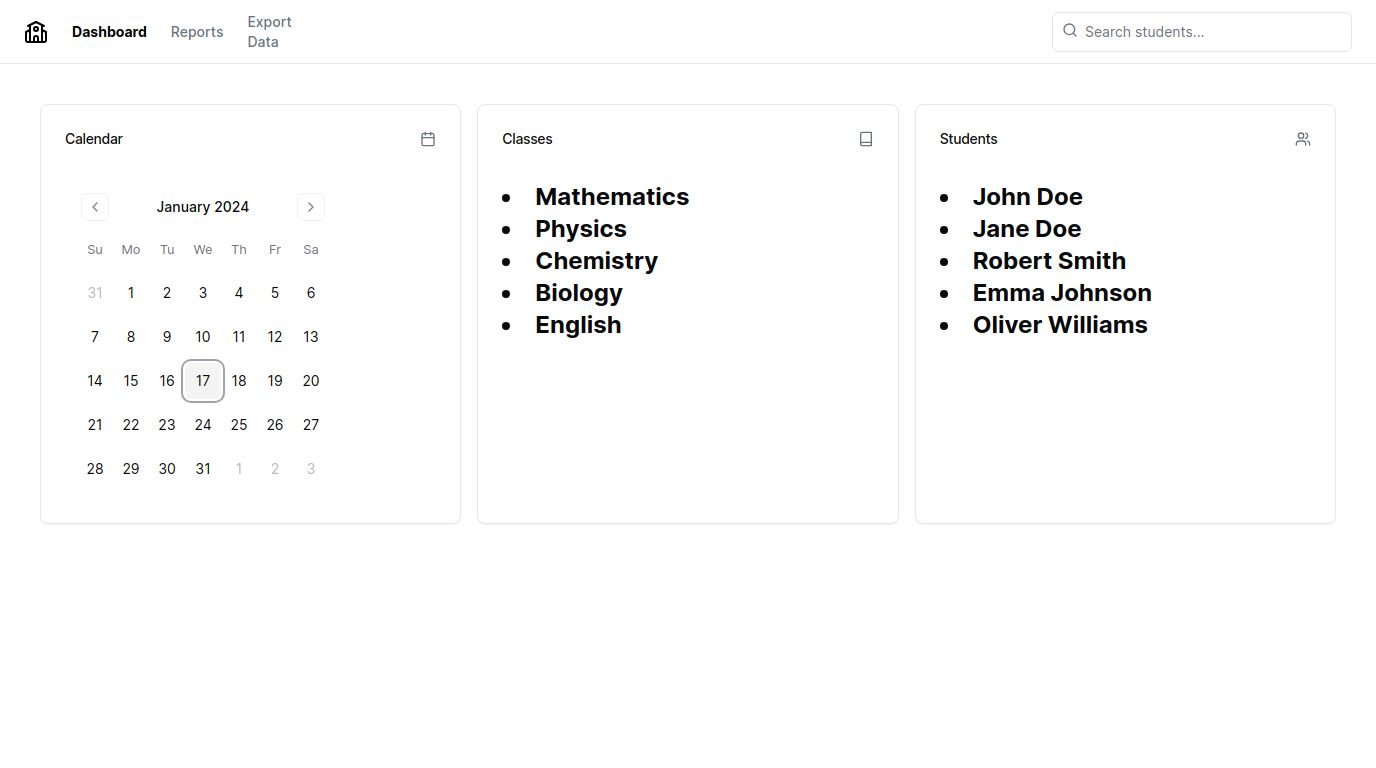 Dashboard Reports Export
Data
Search students...
Calendar
January 2024
Su Mo Tu We Th Fr Sa
31 1 2 3 4 5 6
7 8 9 10 11 12 13
14 15 16 17 18 19 20
21 22 23 24 25 26 27
28 29 30 31 1 2 3
Classes
Mathematics
Physics
Chemistry
Biology
English
Students
John Doe
Jane Doe
Robert Smith
Emma Johnson
Oliver Williams